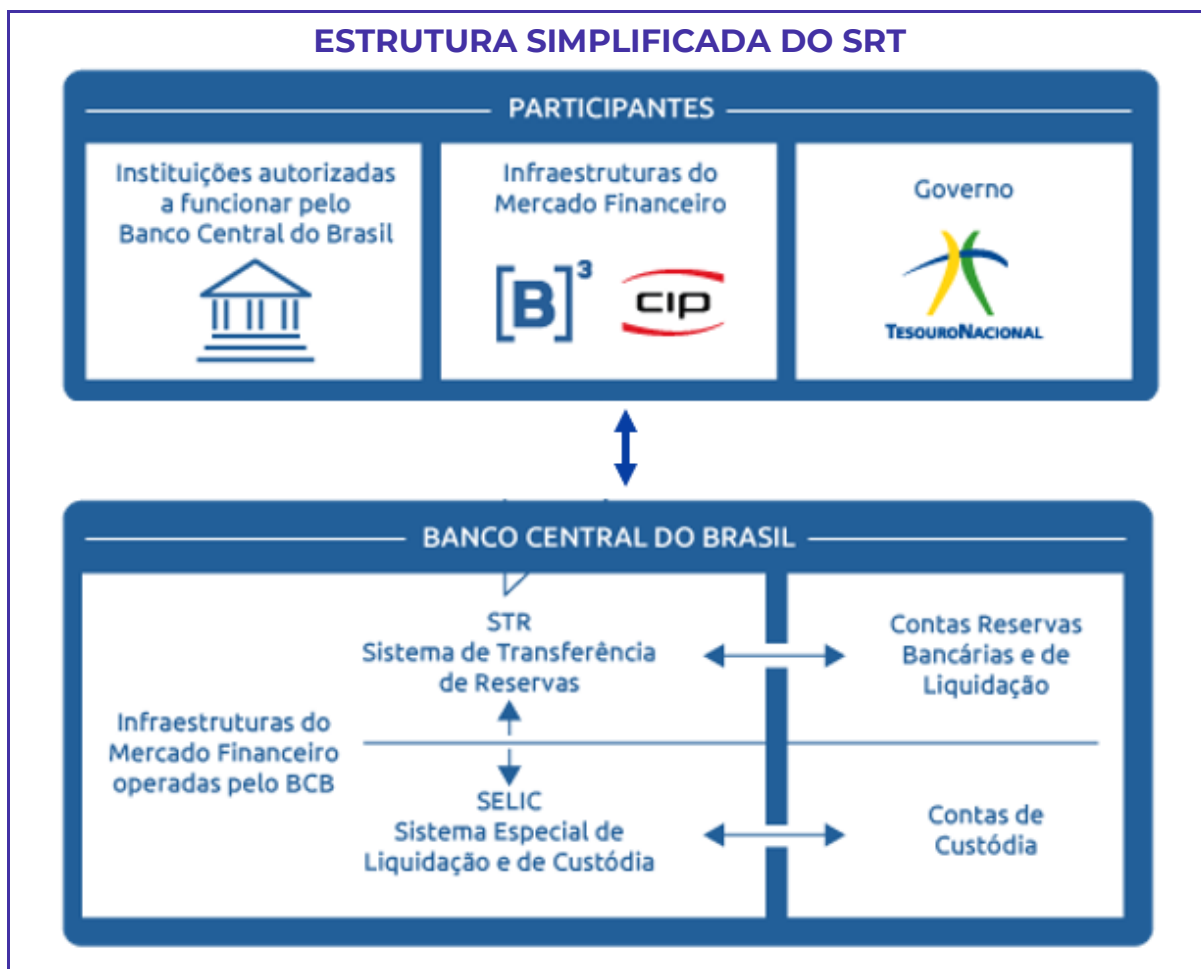 ESTRUTURA SIMPLIFICADA DO SRT
PARTICIPANTES
Instituições autorizadas
a funcionar pelo
Banco Central do Brasil
Infraestruturas do
Mercado Financeiro
[B]³
CIP
Governo
TESOURONACIONAL
BANCO CENTRAL DO BRASIL
Infraestruturas do
Mercado Financeiro
operadas pelo BCB
STR
Sistema de Transferência
de Reservas
SELIC
Sistema Especial de
Liquidação e de Custódia
Contas Reservas
Bancárias e de
Liquidação
Contas de
Custódia